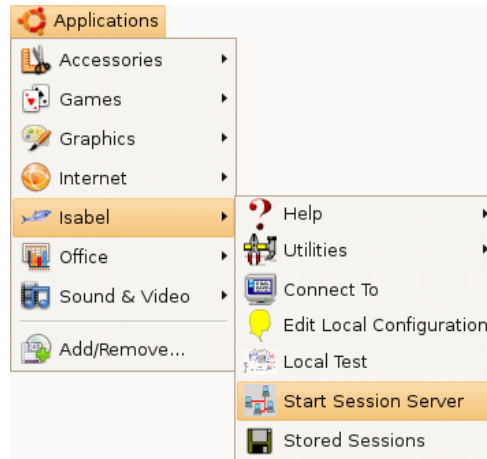 Applications
Accessories
Games
Graphics
Internet
Isabel
Office
Sound & Video
Add/Remove...
Help
Utilities
Connect To
Edit Local Configuration
Local Test
Start Session Server
Stored Sessions